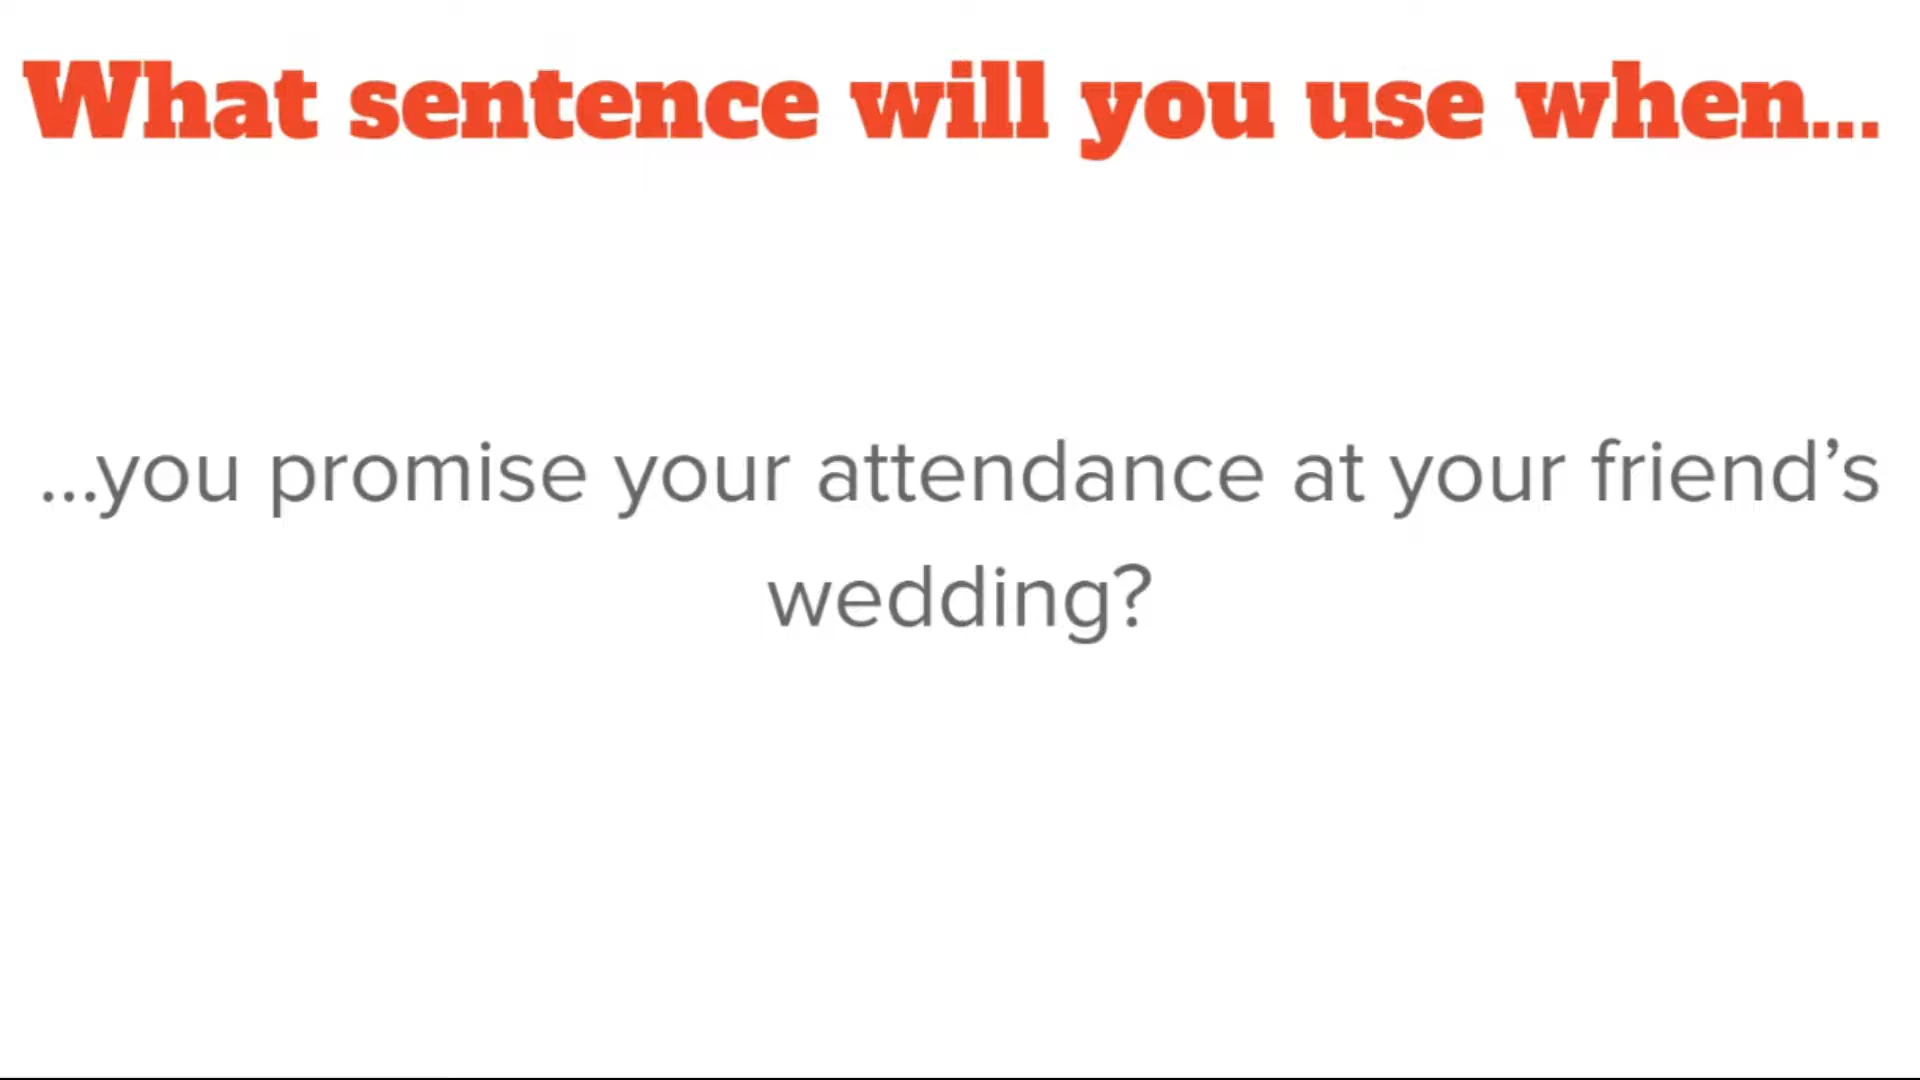 What sentence will you use when...
...you promise your attendance at your friend’s
wedding?